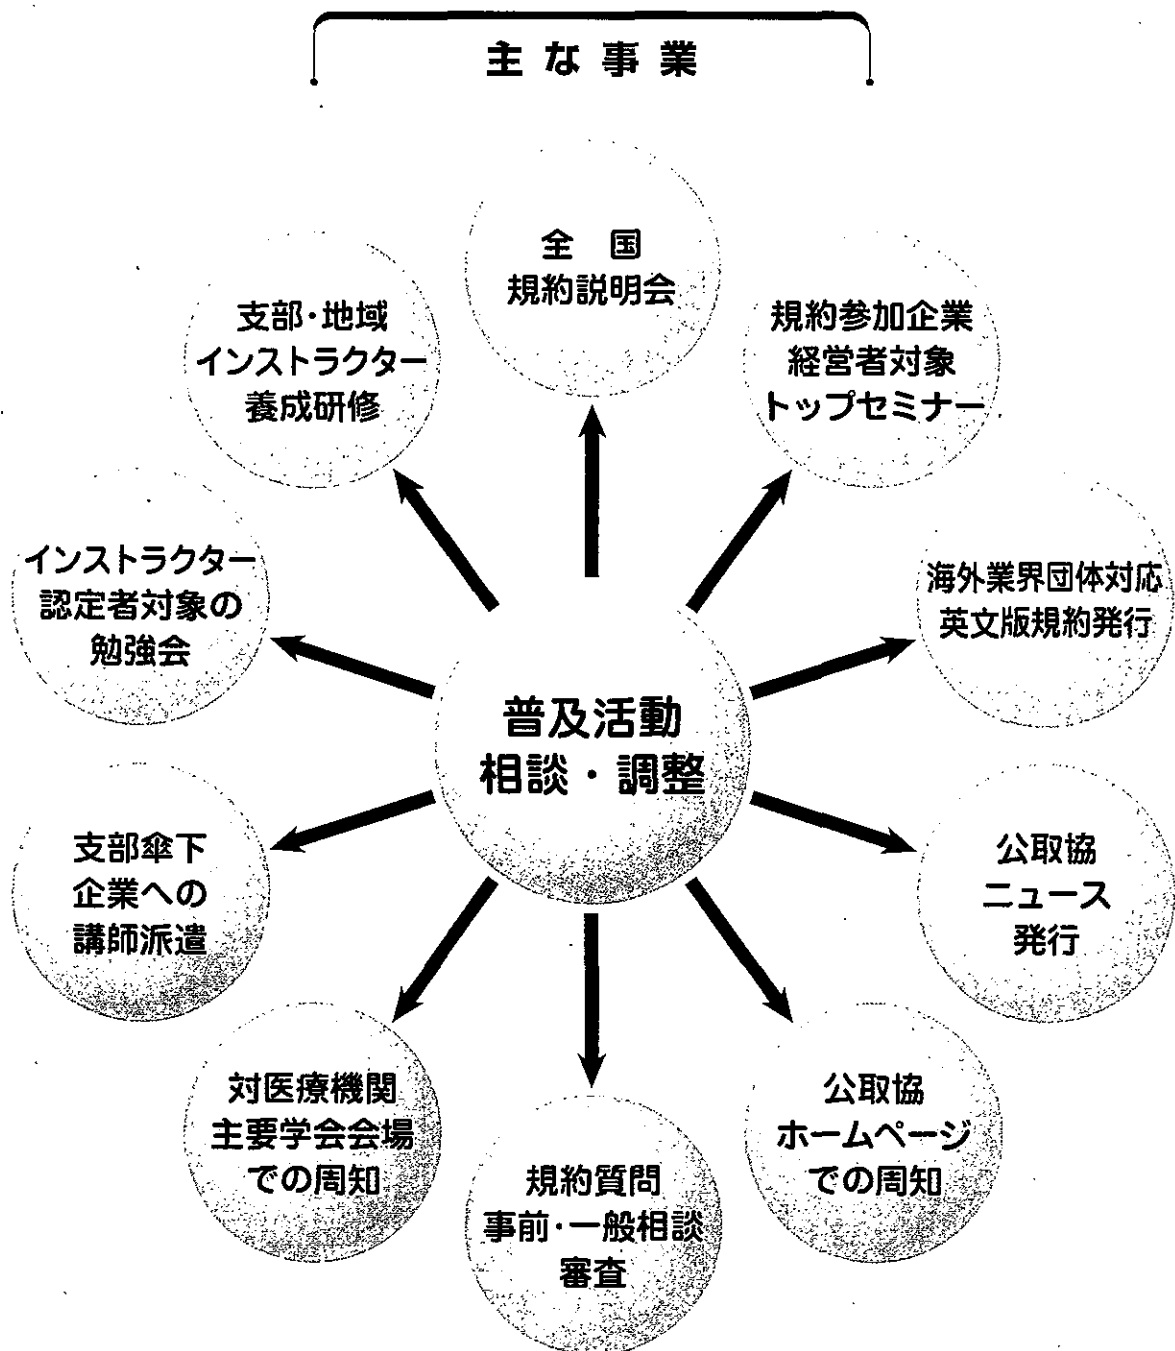 主な事業
全 国
規約説明会
規約参加企業
経営者対象
トップセミナー
海外業界団体対応
英文版規約発行
公取協
ニュース
発行
公取協
ホームページ
での周知
規約質問
事前・一般相談
審査
対医療機関
主要学会会場
での周知
支部傘下
企業への
講師派遣
インストラクター
認定者対象の
勉強会
支部・地域
インストラクター
養成研修
普及活動
相談・調整